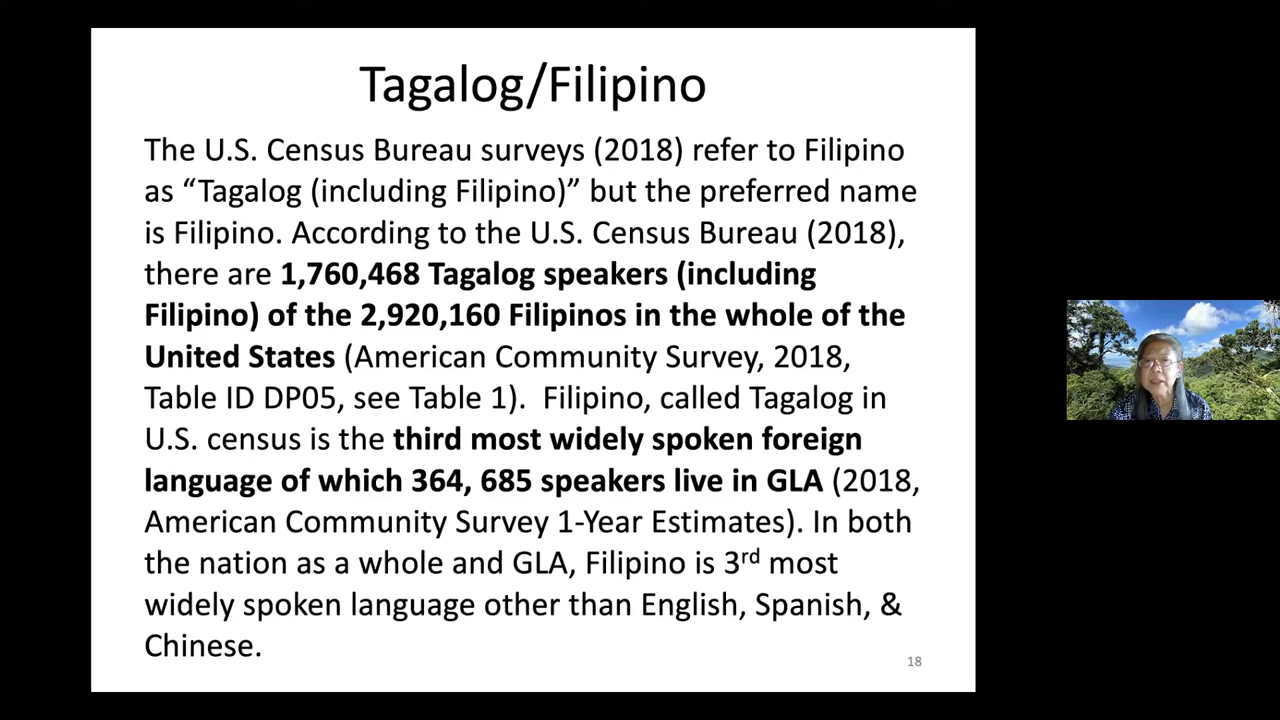 Tagalog/Filipino
The U.S. Census Bureau surveys (2018) refer to Filipino
as “Tagalog (including Filipino)” but the preferred name
is Filipino. According to the U.S. Census Bureau (2018),
there are 1,760,468 Tagalog speakers (including
Filipino) of the 2,920,160 Filipinos in the whole of the
United States (American Community Survey, 2018,
Table ID DP05, see Table 1).  Filipino, called Tagalog in
U.S. census is the third most widely spoken foreign
language of which 364, 685 speakers live in GLA (2018,
American Community Survey 1-Year Estimates). In both
the nation as a whole and GLA, Filipino is 3rd most
widely spoken language other than English, Spanish, &
Chinese.
18